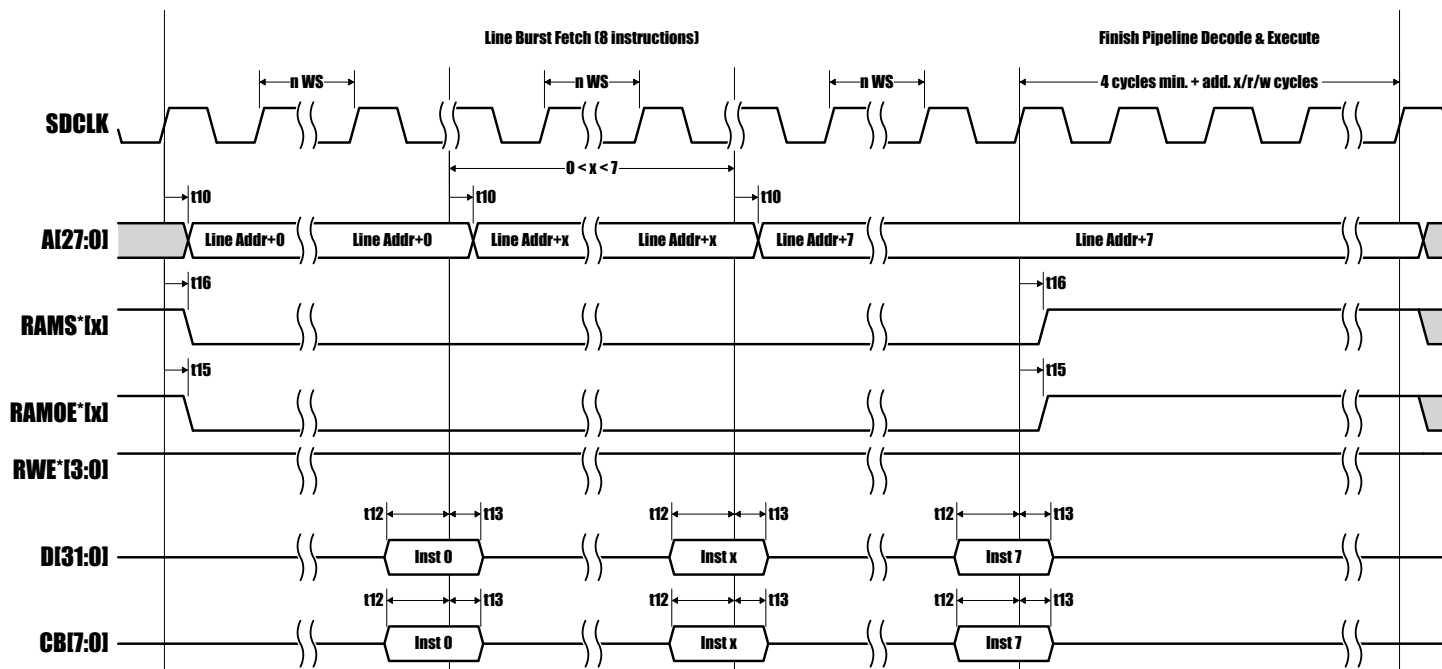 Line Burst Fetch (8 instructions) Finish Pipeline Decode & Execute
n WS n WS n WS 4 cycles min. + add. x/r/w cycles
SDCLK
0 < x < 7
t10 t10 t10
A[27:0] Line Addr+0 Line Addr+0 Line Addr+x Line Addr+x Line Addr+7 Line Addr+7
t16 t16
RAMS*[x]
t15 t15
RAMOE*[x]
RWE*[3:0]
t12 t13 t12 t13 t12 t13
D[31:0] Inst 0 Inst x Inst 7
t12 t13 t12 t13 t12 t13
CB[7:0] Inst 0 Inst x Inst 7